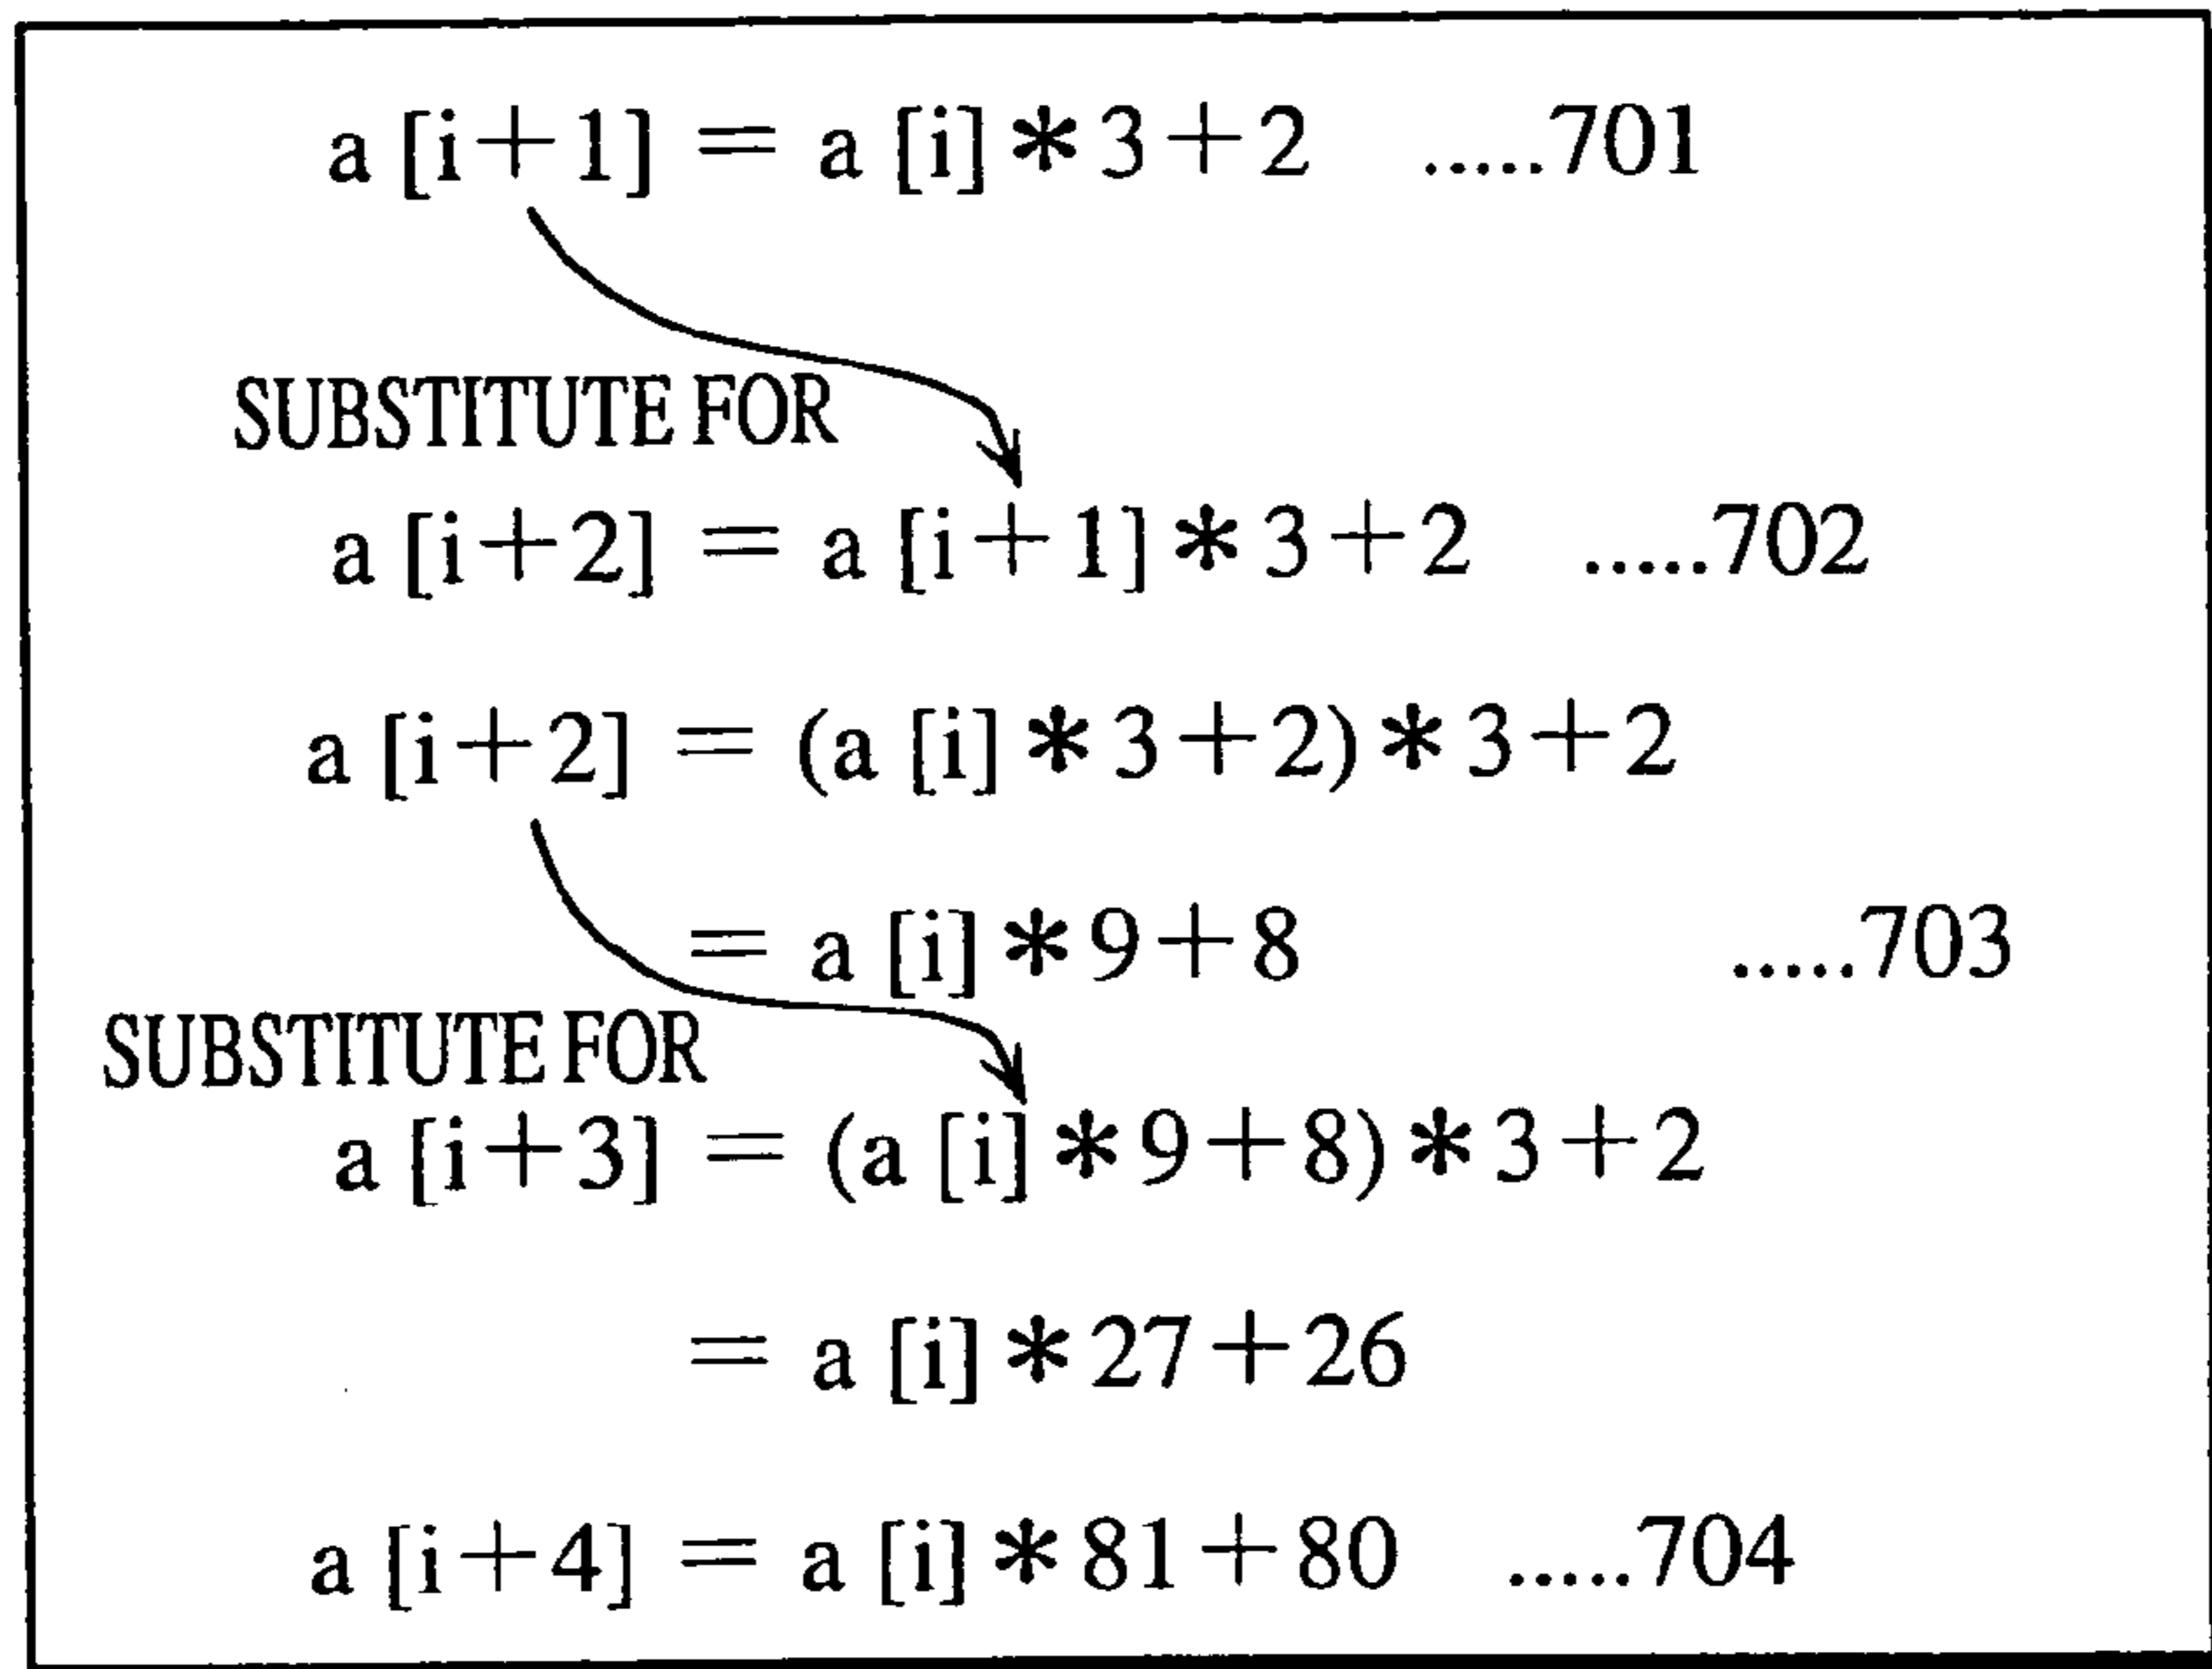 a [i+1] = a [i] * 3+2 .....701
SUBSTITUTE FOR
a [i+2] = a [i+1] * 3+2 .....702
a [i+2] = (a [i] * 3+2) * 3+2
= a [i] * 9+8 .....703
SUBSTITUTE FOR
a [i+3] = (a [i] * 9+8) * 3+2
= a [i] * 27+26
a [i+4] = a [i] * 81+80 .....704